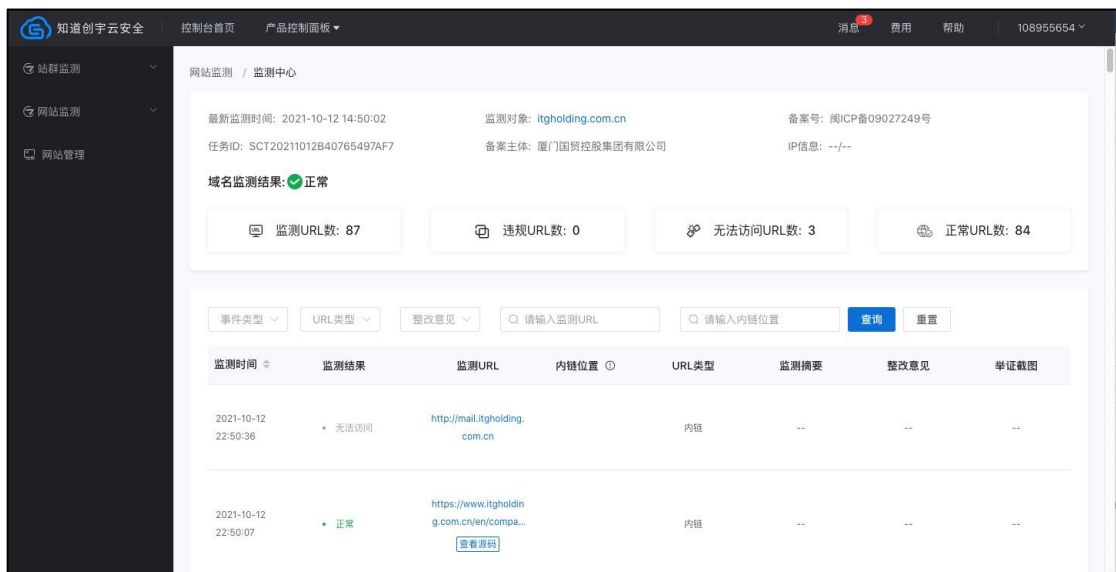 知道创宇云安全 控制台首页 产品控制面板 消息 3 费用 帮助 108955654
站群监测
网站监测
网站管理
网站监测 / 监测中心
最新监测时间: 2021-10-12 14:50:02 监测对象: itgholding.com.cn 备案号: 闽ICP备09027249号
任务ID: SCT20211012B40765497AF7 备案主体: 厦门国贸控股集团有限公司 IP信息: --/--
域名监测结果: 正常
监测URL数: 87 违规URL数: 0 无法访问URL数: 3 正常URL数: 84
事件类型 URL类型 整改意见 请输入监测URL 请输入内链位置 查询 重置
监测时间 监测结果 监测URL 内链位置 URL类型 监测摘要 整改意见 举证截图
2021-10-12
22:50:36
无法访问
http://mail.itgholding.
com.cn
内链 -- -- --
2021-10-12
22:50:07
正常
https://www.itgholdin
g.com.cn/en/compa...
查看源码
内链 -- -- --